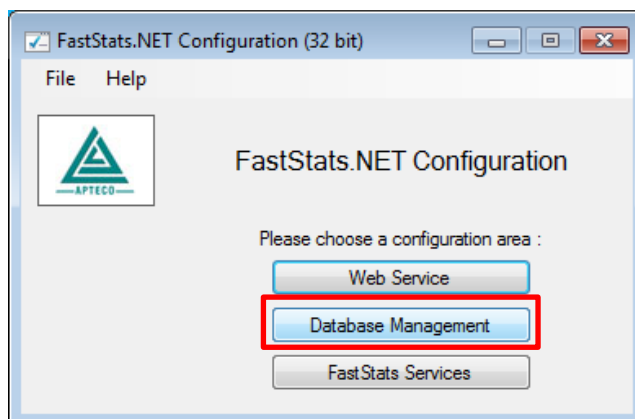 FastStats.NET Configuration (32 bit)
File Help
APTECO
FastStats.NET Configuration
Please choose a configuration area :
Web Service
Database Management
FastStats Services